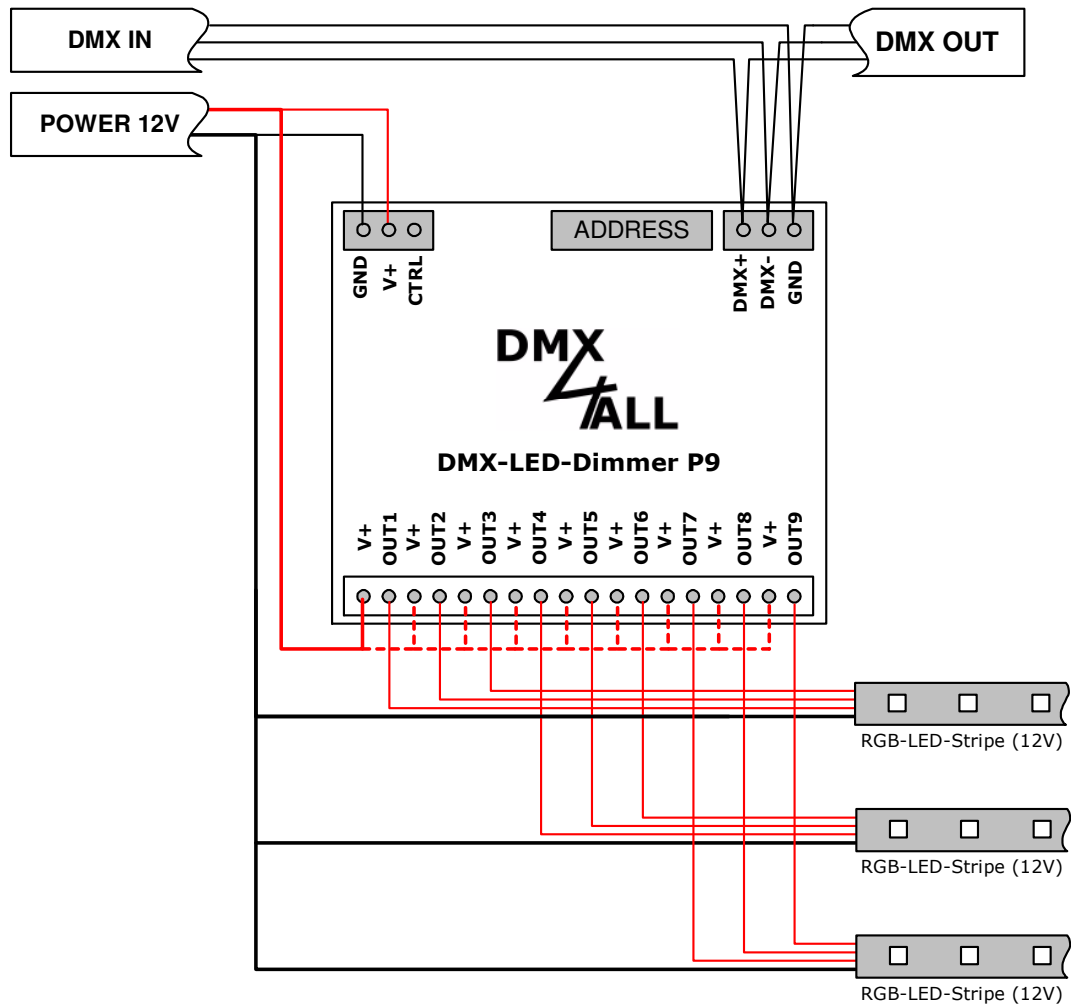 DMX IN
DMX OUT
POWER 12V
ADDRESS
GND
V+
CTRL
DMX+
DMX-
GND
DMX
4ALL
DMX-LED-Dimmer P9
V+
OUT1
V+
OUT2
V+
OUT3
V+
OUT4
V+
OUT5
V+
OUT6
V+
OUT7
V+
OUT8
V+
OUT9
RGB-LED-Stripe (12V)
RGB-LED-Stripe (12V)
RGB-LED-Stripe (12V)